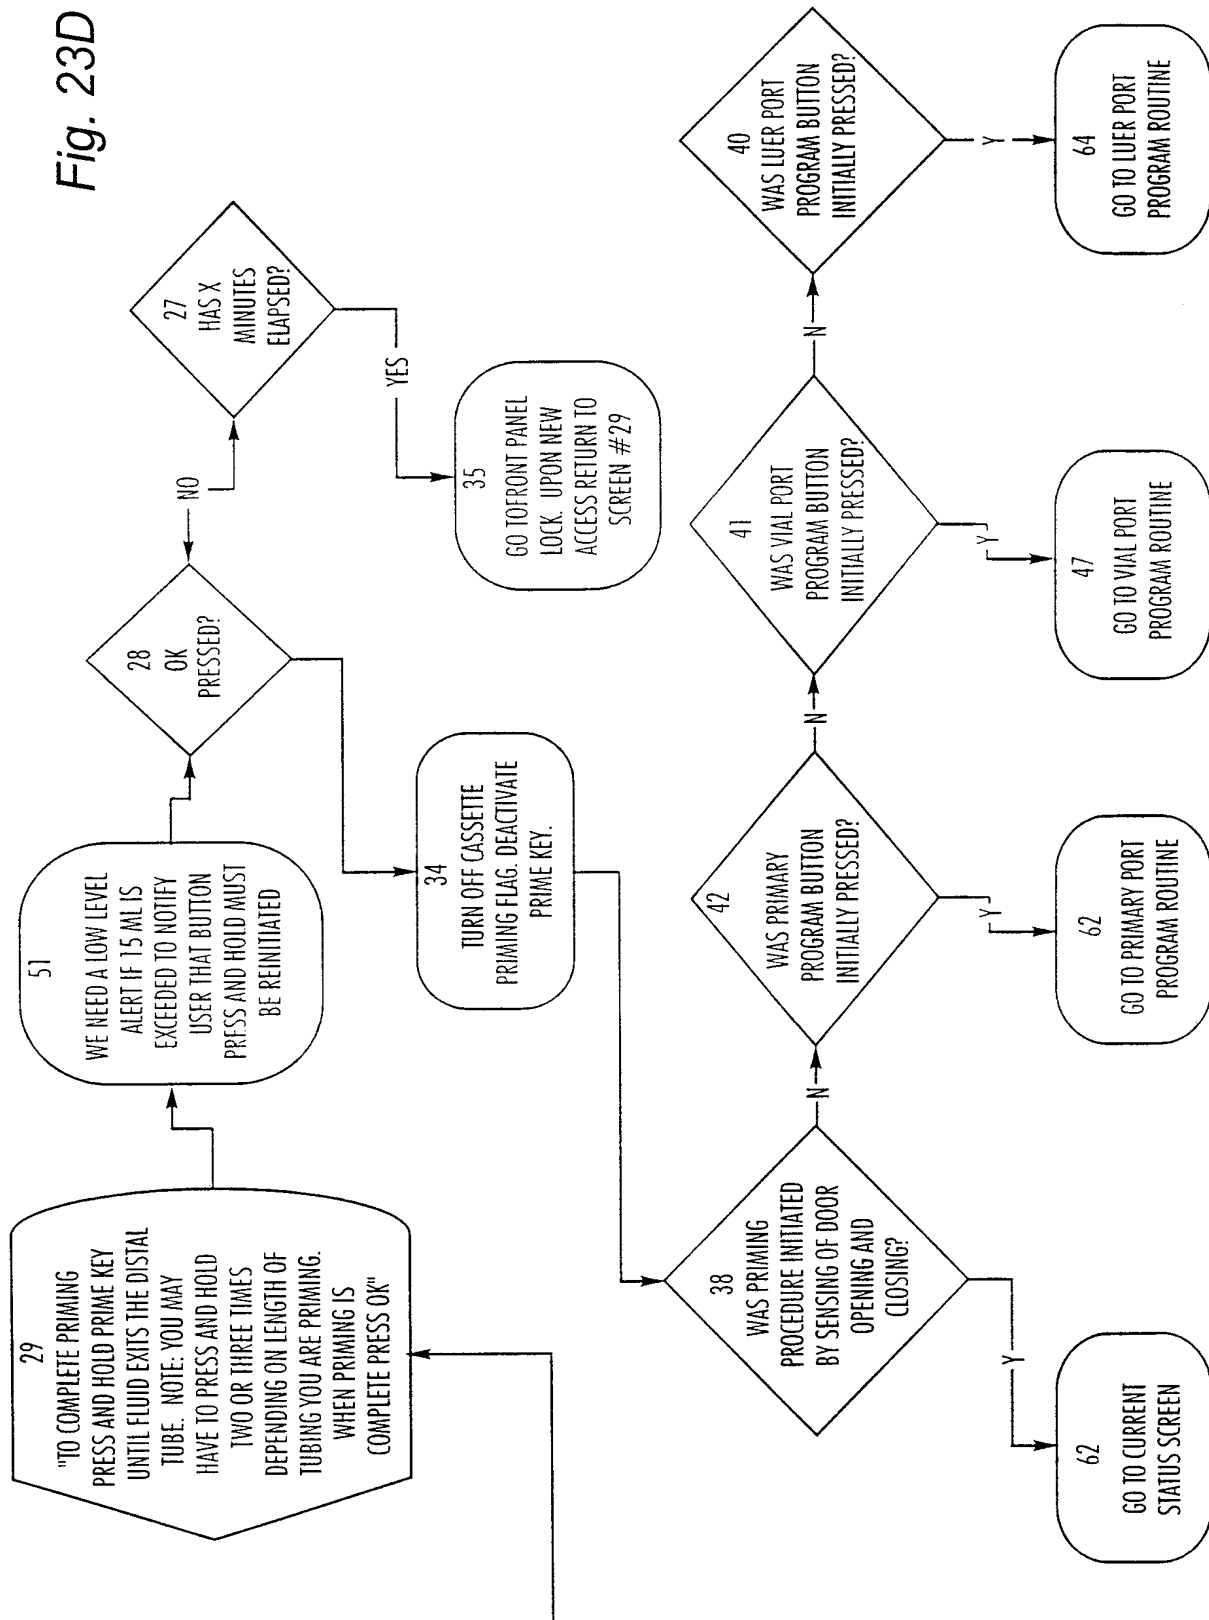 Fig. 23D
29
"TO COMPLETE PRIMING
PRESS AND HOLD PRIME KEY
UNTIL FLUID EXITS THE DISTAL
TUBE. NOTE: YOU MAY
HAVE TO PRESS AND HOLD
TWO OR THREE TIMES
DEPENDING ON LENGTH OF
TUBING YOU ARE PRIMING.
WHEN PRIMING IS
COMPLETE PRESS OK"
51
WE NEED A LOW LEVEL
ALERT IF 15 ML IS
EXCEEDED TO NOTIFY
USER THAT BUTTON
PRESS AND HOLD MUST
BE REINITIATED
28
OK
PRESSED?
NO
27
HAS X
MINUTES
ELAPSED?
YES
35
GO TOFRONT PANEL
LOCK. UPON NEW
ACCESS RETURN TO
SCREEN #29
34
TURN OFF CASSETTE
PRIMING FLAG. DEACTIVATE
PRIME KEY.
38
WAS PRIMING
PROCEDURE INITIATED
BY SENSING OF DOOR
OPENING AND
CLOSING?
N
42
WAS PRIMARY
PROGRAM BUTTON
INITIALLY PRESSED?
N
41
WAS VIAL PORT
PROGRAM BUTTON
INITIALLY PRESSED?
N
40
WAS LUER PORT
PROGRAM BUTTON
INITIALLY PRESSED?
Y
62
GO TO CURRENT
STATUS SCREEN
Y
62
GO TO PRIMARY PORT
PROGRAM ROUTINE
Y
47
GO TO VIAL PORT
PROGRAM ROUTINE
Y
64
GO TO LUER PORT
PROGRAM ROUTINE